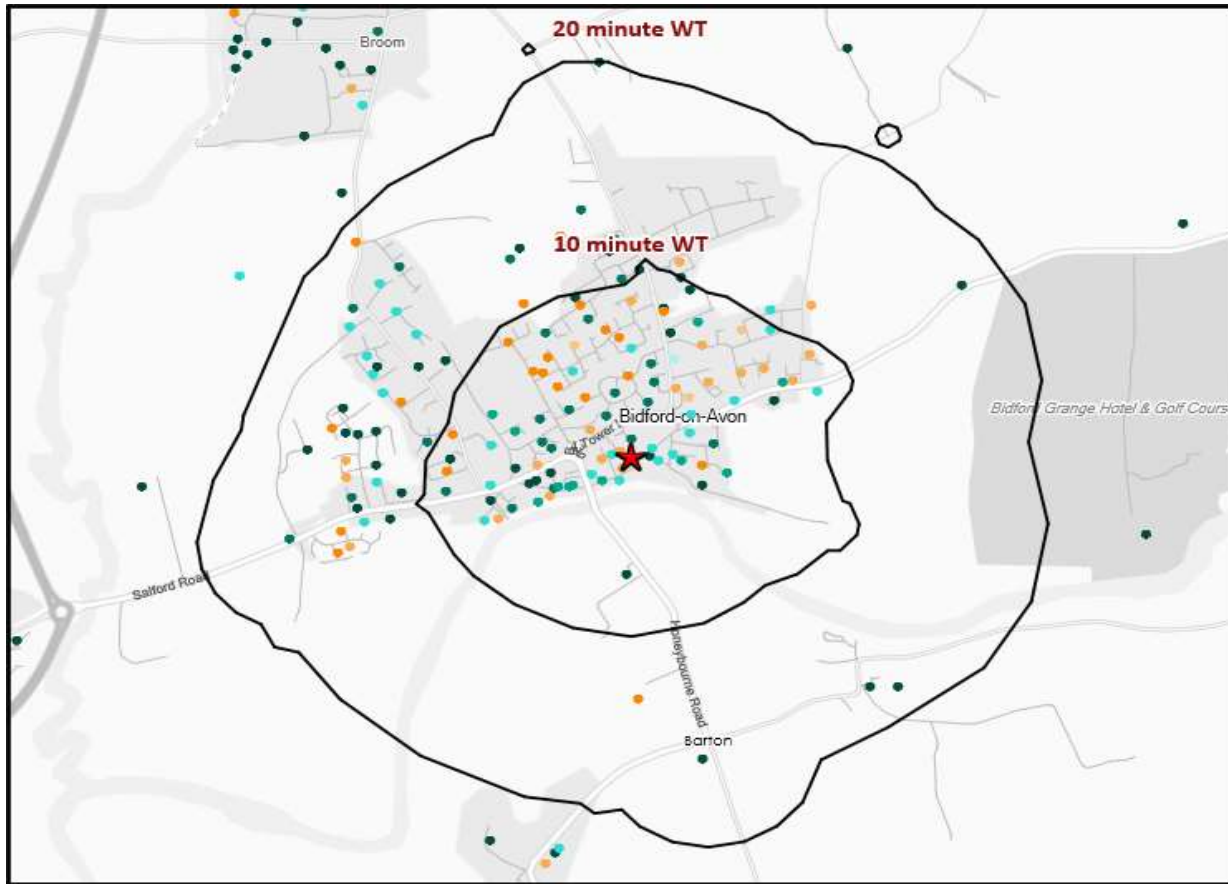 20 minute WT
Broom
10 minute WT
Bidford-on-Avon
Tower
Bidford Grange Hotel & Golf Cours
Salford Road
Honeybourne Road
Barton